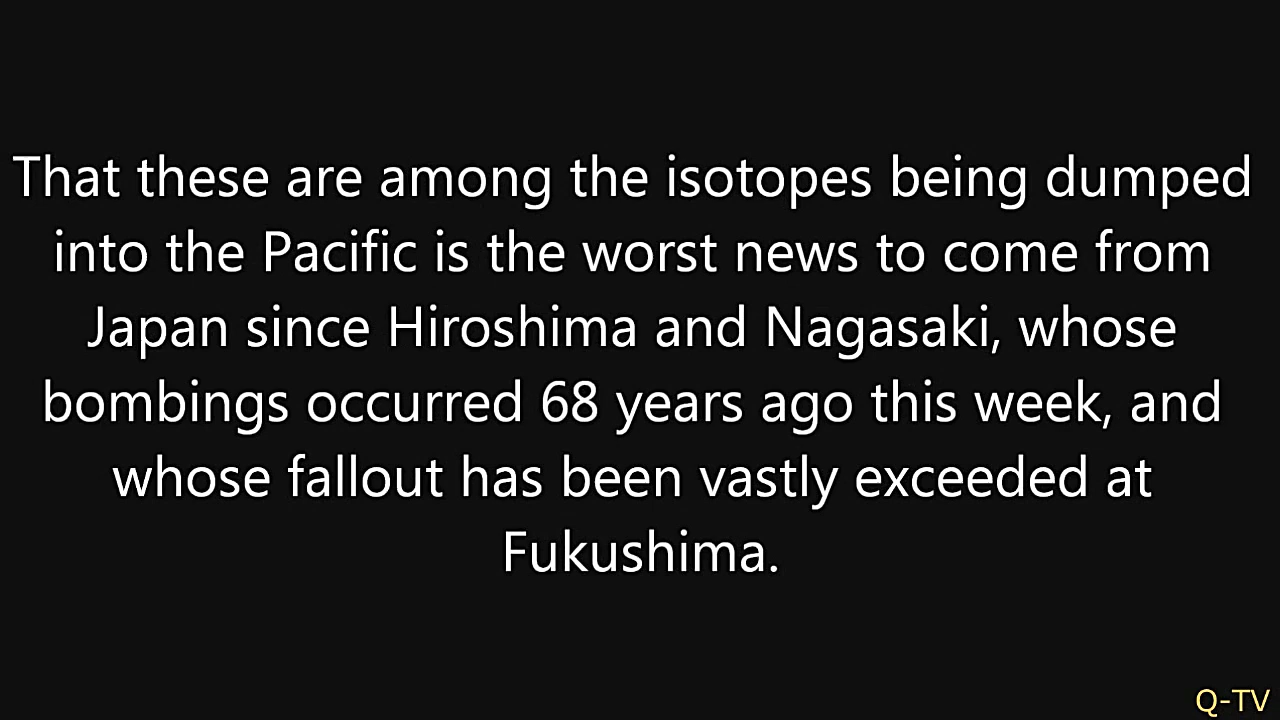 That these are among the isotopes being dumped
into the Pacific is the worst news to come from
Japan since Hiroshima and Nagasaki, whose
bombings occurred 68 years ago this week, and
whose fallout has been vastly exceeded at
Fukushima.
Q-TV